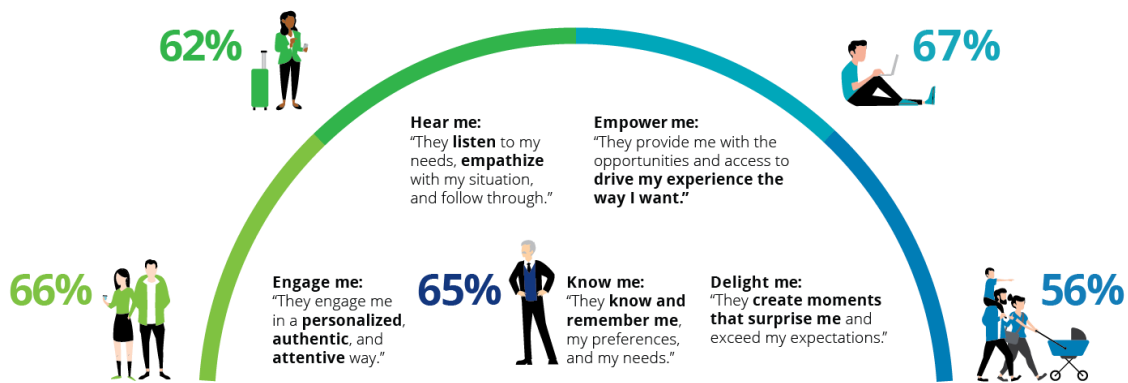 62%
67%
Hear me:
“They listen to my
needs, empathize
with my situation,
and follow through.”
Empower me:
“They provide me with the
opportunities and access to
drive my experience the
way I want.”
66%
Engage me:
“They engage me
in a personalized,
authentic, and
attentive way.”
65%
Know me:
“They know and
remember me,
my preferences,
and my needs.”
Delight me:
“They create moments
that surprise me and
exceed my expectations.”
56%